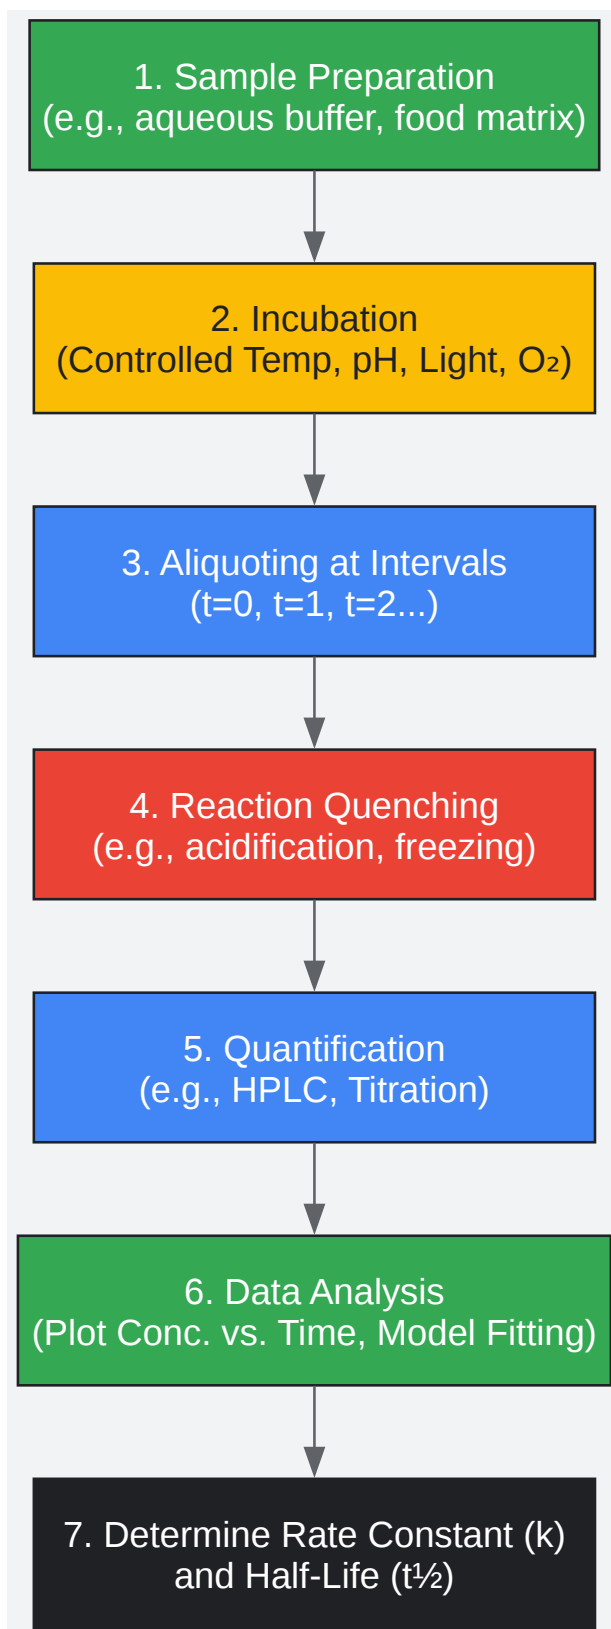 1. Sample Preparation
(e.g., aqueous buffer, food matrix)
2. Incubation
(Controlled Temp, pH, Light, O₂)
3. Aliquoting at Intervals
(t=0, t=1, t=2...)
4. Reaction Quenching
(e.g., acidification, freezing)
5. Quantification
(e.g., HPLC, Titration)
6. Data Analysis
(Plot Conc. vs. Time, Model Fitting)
7. Determine Rate Constant (k)
and Half-Life (t½)